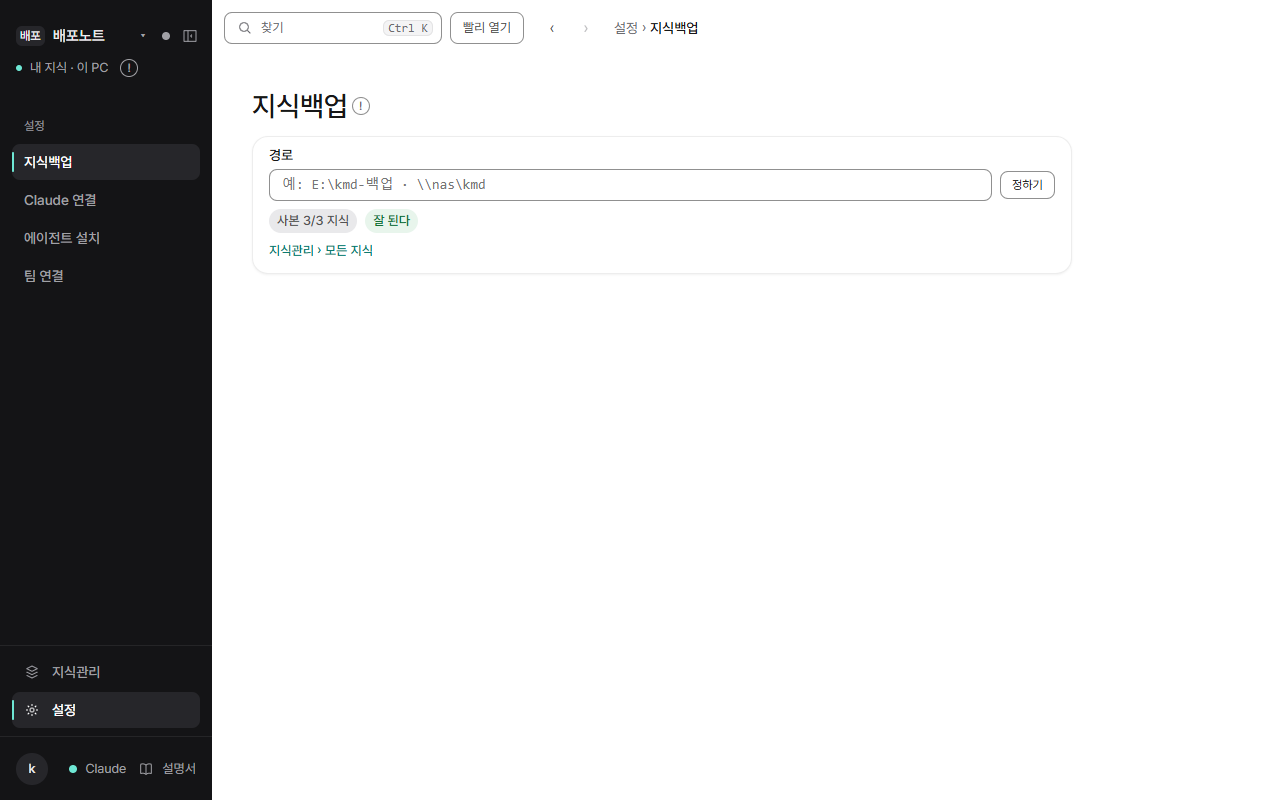 배포 배포노트
내 지식 · 이 PC !
설정
지식백업
Claude 연결
에이전트 설치
팀 연결
지식관리
설정
k Claude 설명서
찾기 Ctrl K 빨리 열기 ‹ › 설정 › 지식백업
지식백업 !
경로
예: E:\kmd-백업 · \\nas\kmd 정하기
사본 3/3 지식 잘 된다
지식관리 › 모든 지식